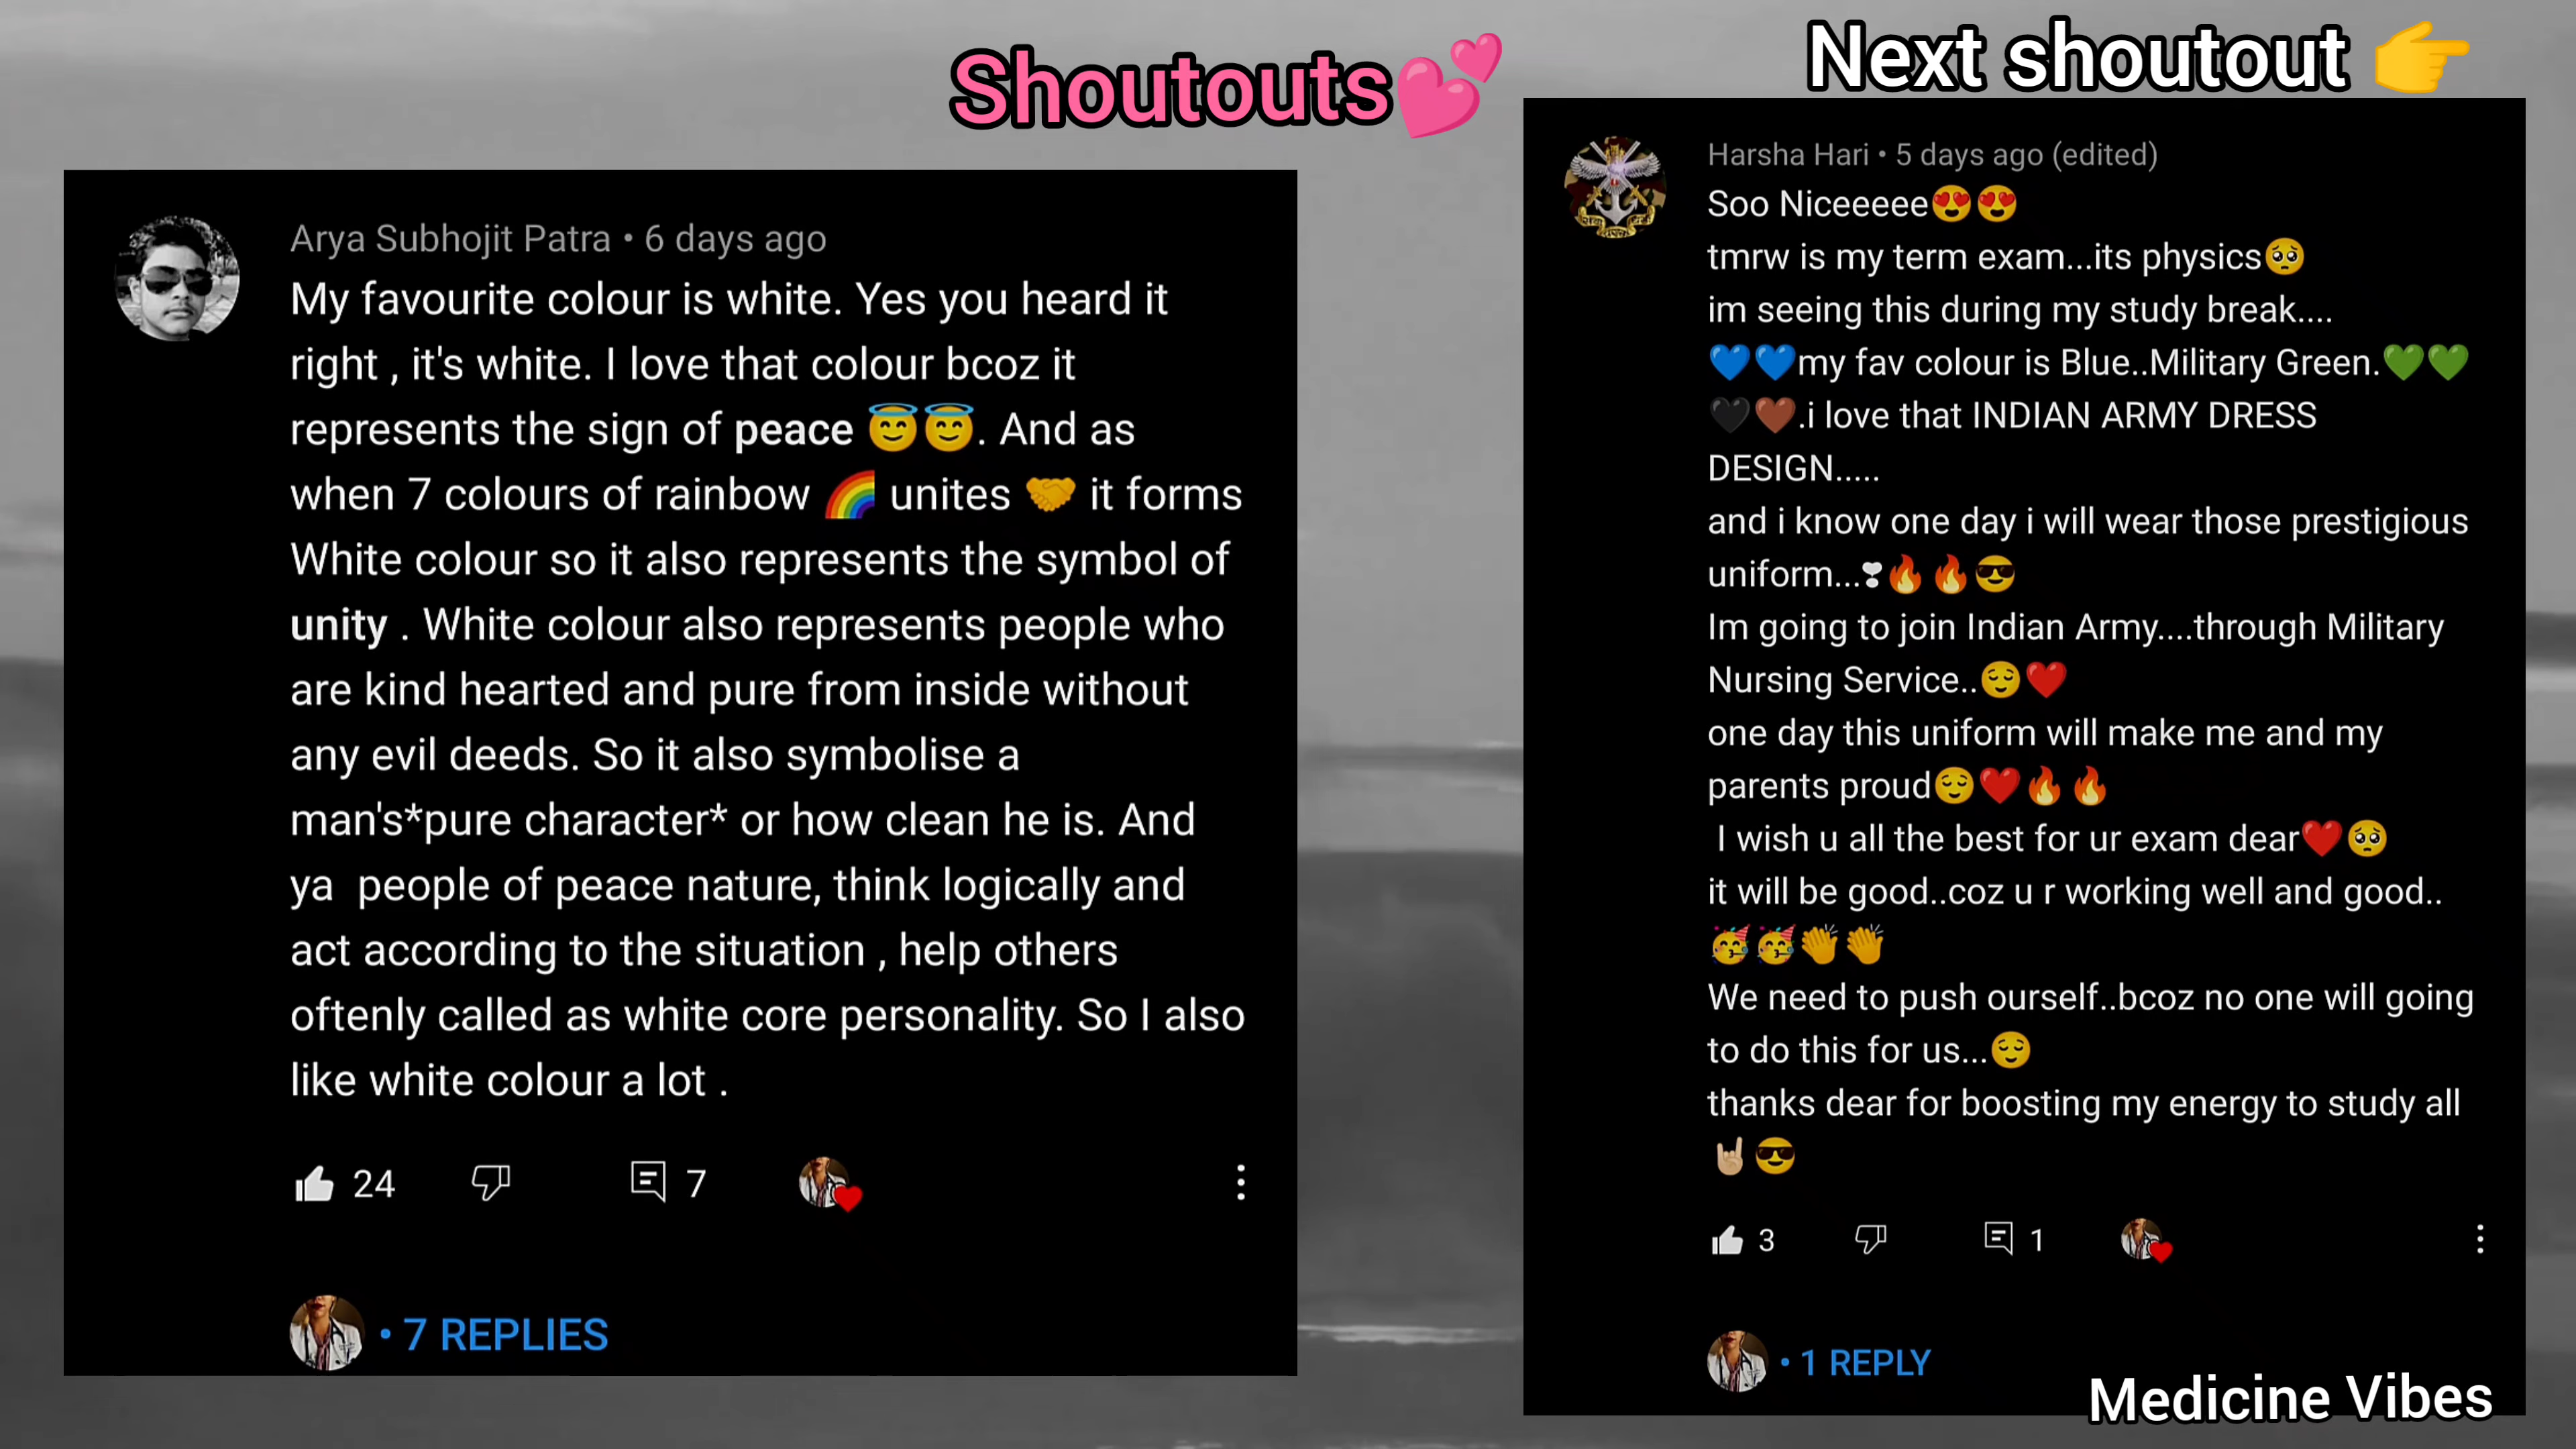 Shoutouts💕
Next shoutout 👉
Arya Subhojit Patra • 6 days ago
My favourite colour is white. Yes you heard it
right , it's white. I love that colour bcoz it
represents the sign of peace 😇😇. And as
when 7 colours of rainbow 🌈 unites 🤝 it forms
White colour so it also represents the symbol of
unity . White colour also represents people who
are kind hearted and pure from inside without
any evil deeds. So it also symbolise a
man's*pure character* or how clean he is. And
ya  people of peace nature, think logically and
act according to the situation , help others
oftenly called as white core personality. So I also
like white colour a lot .
24 7
• 7 REPLIES
Harsha Hari • 5 days ago (edited)
Soo Niceeeee😍😍
tmrw is my term exam...its physics🥺
im seeing this during my study break....
💙💙my fav colour is Blue..Military Green.💚💚
🖤🤎.i love that INDIAN ARMY DRESS
DESIGN.....
and i know one day i will wear those prestigious
uniform...❣🔥🔥😎
Im going to join Indian Army....through Military
Nursing Service..😌❤️
one day this uniform will make me and my
parents proud😌❤️🔥🔥
I wish u all the best for ur exam dear❤️🥺
it will be good..coz u r working well and good..
🥳🥳👏👏
We need to push ourself..bcoz no one will going
to do this for us...😌
thanks dear for boosting my energy to study all
🤘🏼😎
3 1
• 1 REPLY
Medicine Vibes